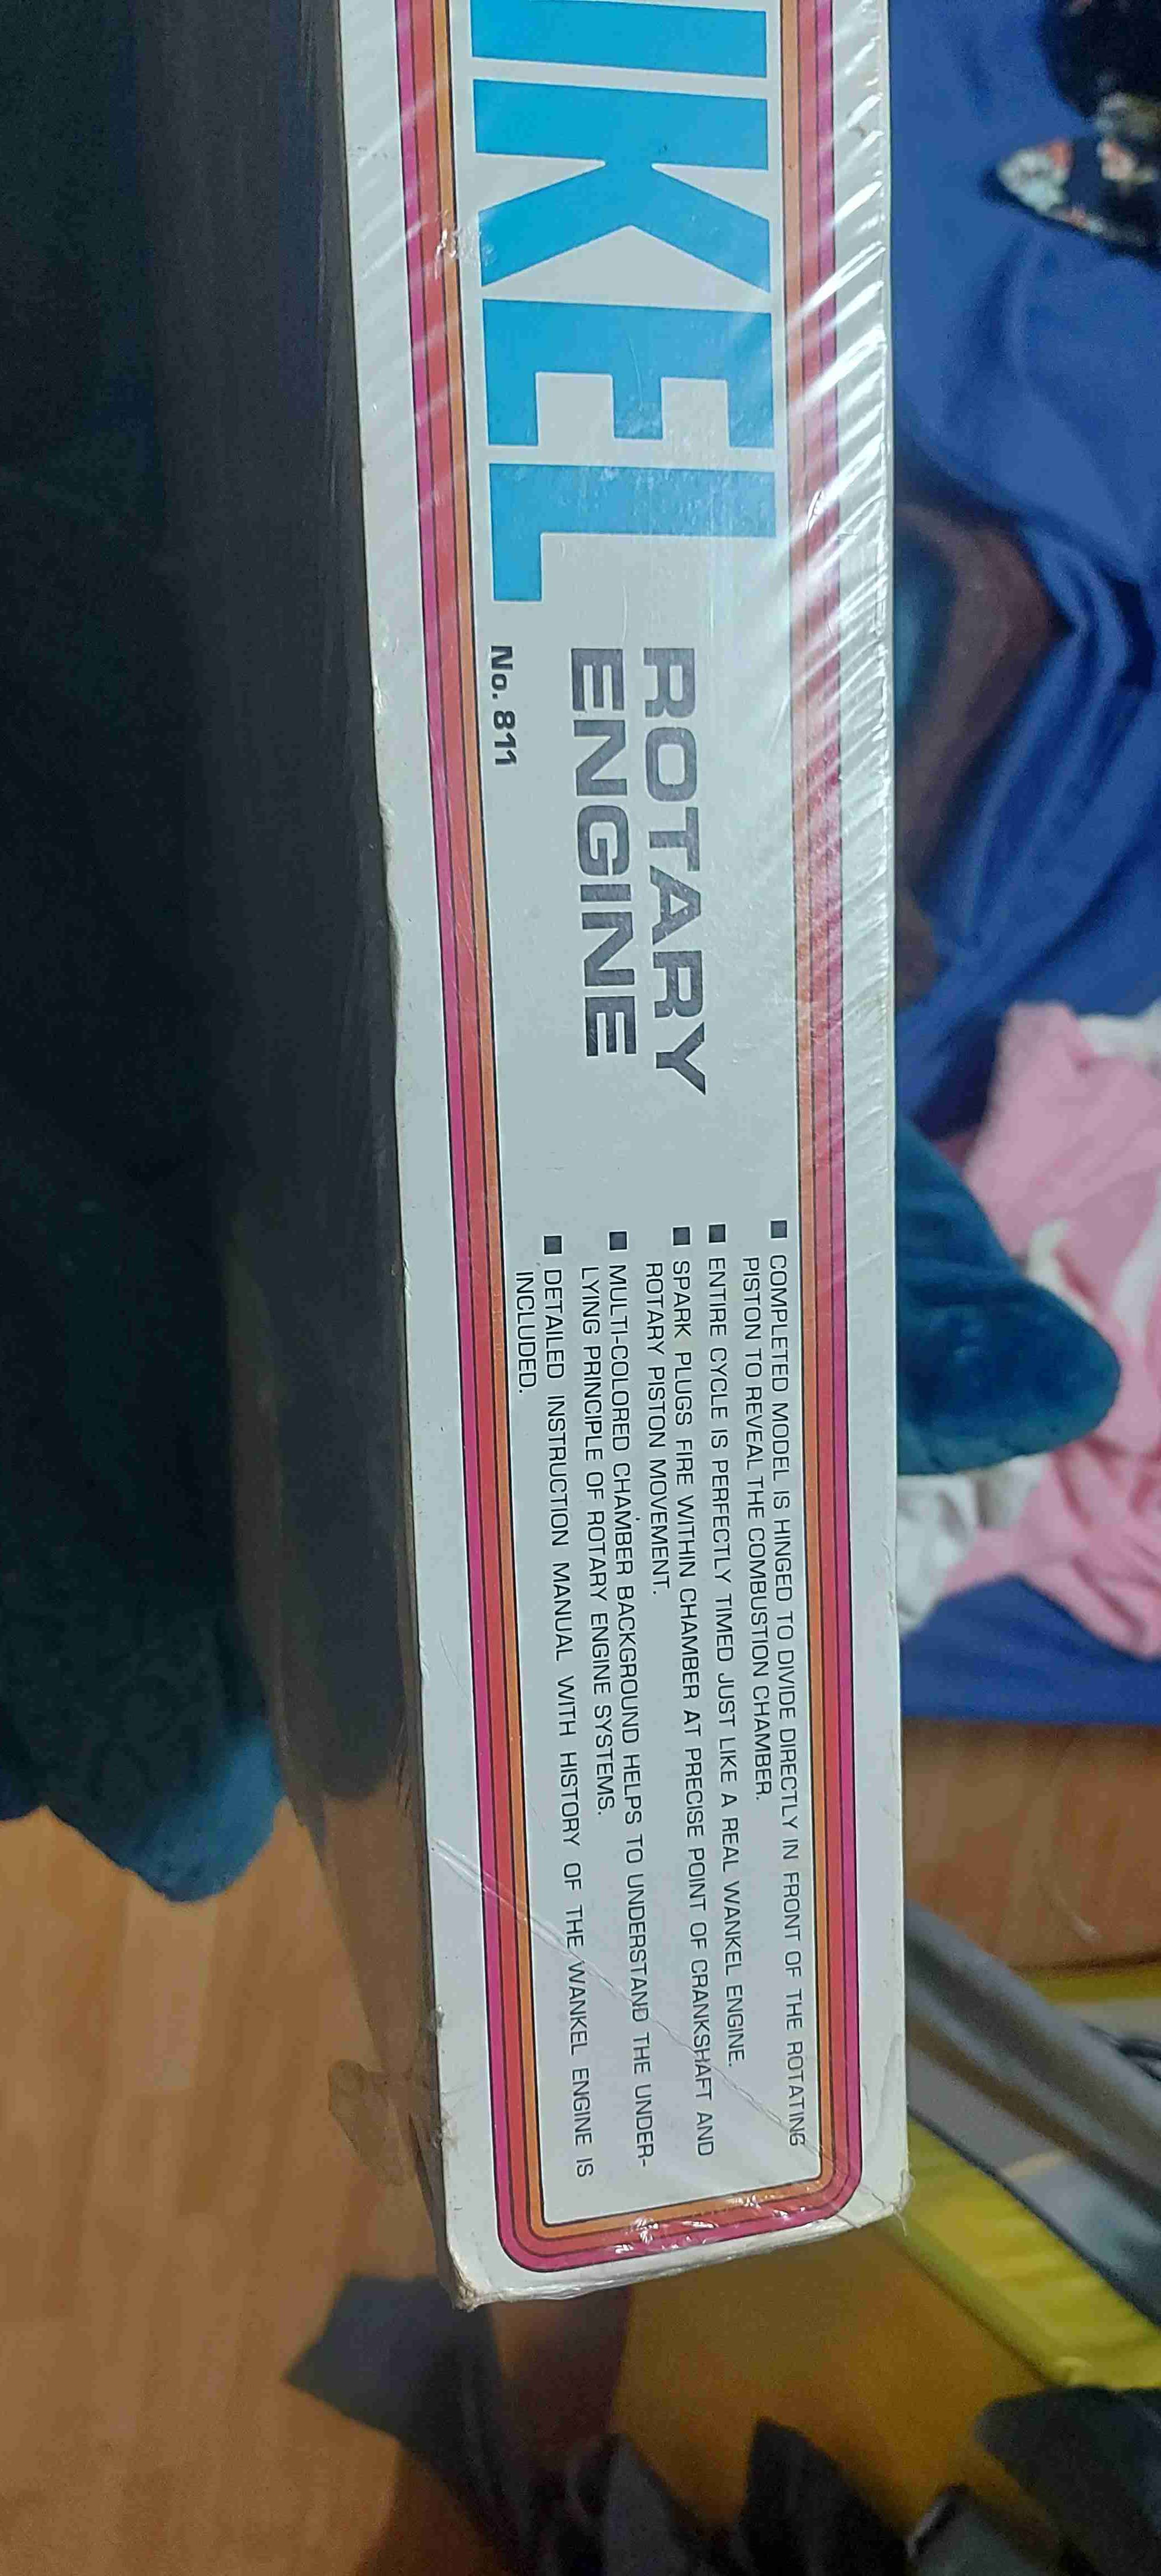 NKEL
ROTARY
ENGINE
No. 811
■ COMPLETED MODEL IS HINGED TO DIVIDE DIRECTLY IN FRONT OF THE ROTATING
PISTON TO REVEAL THE COMBUSTION CHAMBER.
■ ENTIRE CYCLE IS PERFECTLY TIMED JUST LIKE A REAL WANKEL ENGINE.
■ SPARK PLUGS FIRE WITHIN CHAMBER AT PRECISE POINT OF CRANKSHAFT AND
ROTARY PISTON MOVEMENT.
■ MULTI-COLORED CHAMBER BACKGROUND HELPS TO UNDERSTAND THE UNDER-
LYING PRINCIPLE OF ROTARY ENGINE SYSTEMS.
■ DETAILED INSTRUCTION MANUAL WITH HISTORY OF THE WANKEL ENGINE IS
INCLUDED.